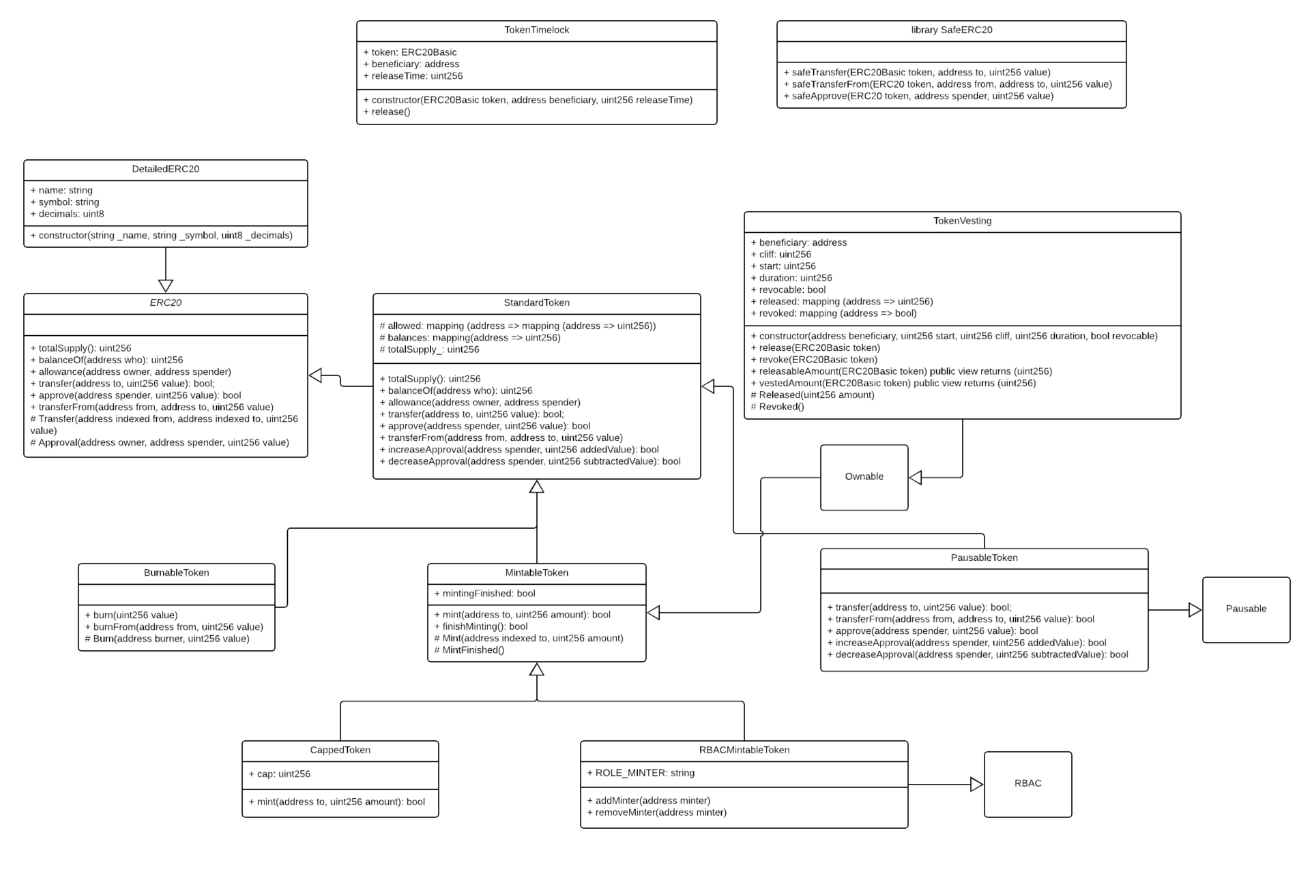 TokenTimelock
+ token: ERC20Basic
+ beneficiary: address
+ releaseTime: uint256
+ constructor(ERC20Basic token, address beneficiary, uint256 releaseTime)
+ release()
library SafeERC20
+ safeTransfer(ERC20Basic token, address to, uint256 value)
+ safeTransferFrom(ERC20 token, address from, address to, uint256 value)
+ safeApprove(ERC20 token, address spender, uint256 value)
DetailedERC20
+ name: string
+ symbol: string
+ decimals: uint8
+ constructor(string _name, string _symbol, uint8 _decimals)
TokenVesting
+ beneficiary: address
+ cliff: uint256
+ start: uint256
+ duration: uint256
+ revocable: bool
+ released: mapping (address => uint256)
+ revoked: mapping (address => bool)
+ constructor(address beneficiary, uint256 start, uint256 cliff, uint256 duration, bool revocable)
+ release(ERC20Basic token)
+ revoke(ERC20Basic token)
+ releasableAmount(ERC20Basic token) public view returns (uint256)
+ vestedAmount(ERC20Basic token) public view returns (uint256)
# Released(uint256 amount)
# Revoked()
ERC20
+ totalSupply(): uint256
+ balanceOf(address who): uint256
+ allowance(address owner, address spender)
+ transfer(address to, uint256 value): bool;
+ approve(address spender, uint256 value): bool
+ transferFrom(address from, address to, uint256 value)
# Transfer(address indexed from, address indexed to, uint256
value)
# Approval(address owner, address spender, uint256 value)
StandardToken
# allowed: mapping (address => mapping (address => uint256))
# balances: mapping(address => uint256)
# totalSupply_: uint256
+ totalSupply(): uint256
+ balanceOf(address who): uint256
+ allowance(address owner, address spender)
+ transfer(address to, uint256 value): bool;
+ approve(address spender, uint256 value): bool
+ transferFrom(address from, address to, uint256 value)
+ increaseApproval(address spender, uint256 addedValue): bool
+ decreaseApproval(address spender, uint256 subtractedValue): bool
Ownable
BurnableToken
+ burn(uint256 value)
+ burnFrom(address from, uint256 value)
# Burn(address burner, uint256 value)
MintableToken
+ mintingFinished: bool
+ mint(address to, uint256 amount): bool
+ finishMinting(): bool
# Mint(address indexed to, uint256 amount)
# MintFinished()
PausableToken
+ transfer(address to, uint256 value): bool;
+ transferFrom(address from, address to, uint256 value): bool
+ approve(address spender, uint256 value): bool
+ increaseApproval(address spender, uint256 addedValue): bool
+ decreaseApproval(address spender, uint256 subtractedValue): bool
Pausable
CappedToken
+ cap: uint256
+ mint(address to, uint256 amount): bool
RBACMintableToken
+ ROLE_MINTER: string
+ addMinter(address minter)
+ removeMinter(address minter)
RBAC